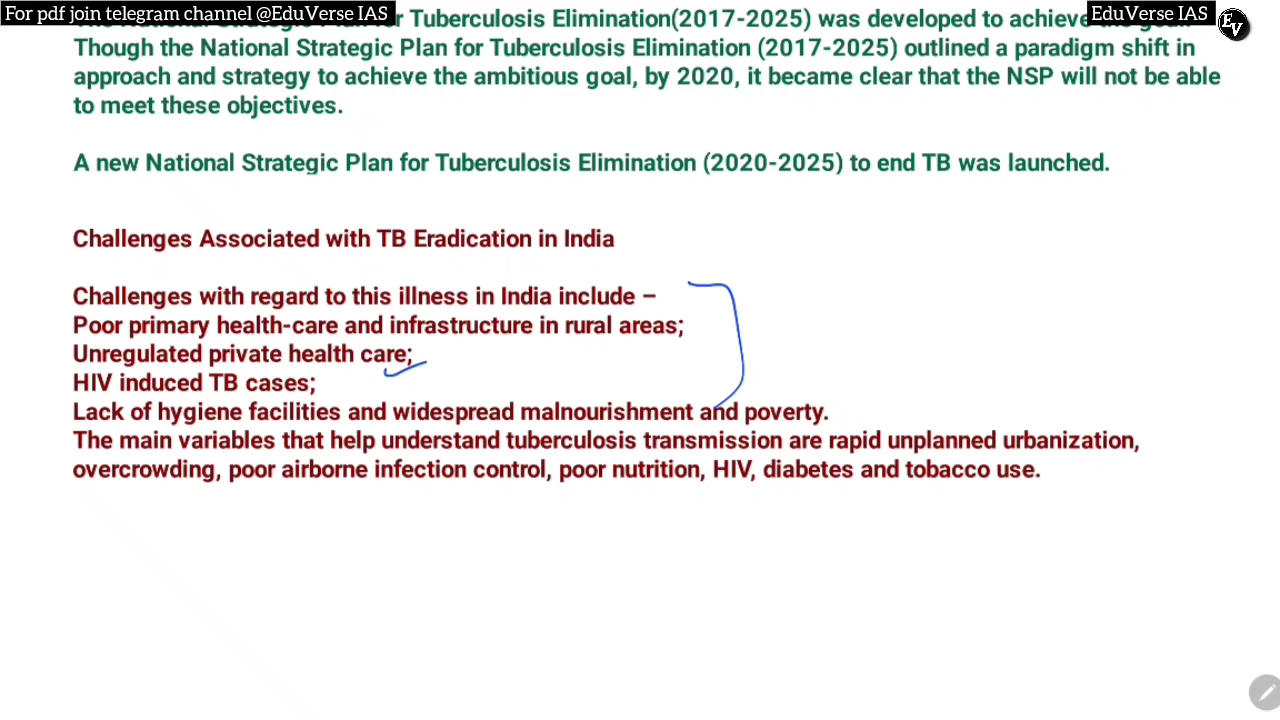 For pdf join telegram channel @EduVerse IAS
EduVerse IAS
EV
for Tuberculosis Elimination(2017-2025) was developed to achieve
Though the National Strategic Plan for Tuberculosis Elimination (2017-2025) outlined a paradigm shift in
approach and strategy to achieve the ambitious goal, by 2020, it became clear that the NSP will not be able
to meet these objectives.
A new National Strategic Plan for Tuberculosis Elimination (2020-2025) to end TB was launched.
Challenges Associated with TB Eradication in India
Challenges with regard to this illness in India include –
Poor primary health-care and infrastructure in rural areas;
Unregulated private health care;
HIV induced TB cases;
Lack of hygiene facilities and widespread malnourishment and poverty.
The main variables that help understand tuberculosis transmission are rapid unplanned urbanization,
overcrowding, poor airborne infection control, poor nutrition, HIV, diabetes and tobacco use.